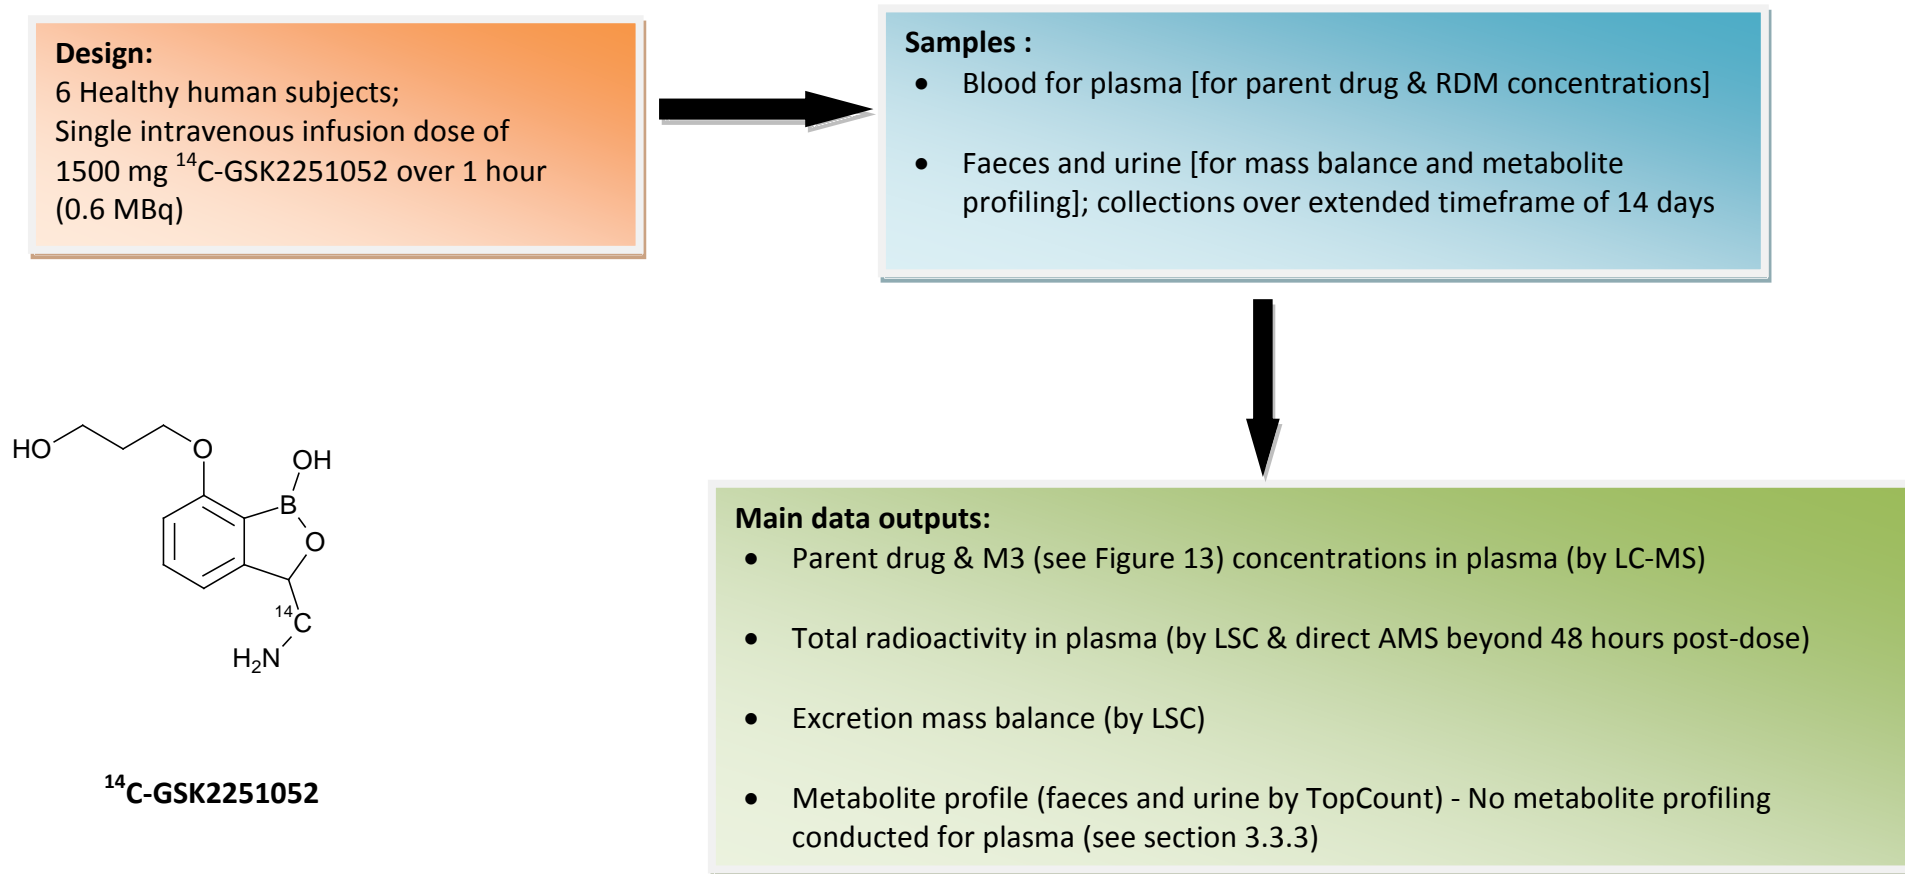 Design:
6 Healthy human subjects;
Single intravenous infusion dose of
1500 mg ¹⁴C-GSK2251052 over 1 hour
(0.6 MBq)
Samples :
• Blood for plasma [for parent drug & RDM concentrations]
• Faeces and urine [for mass balance and metabolite
profiling]; collections over extended timeframe of 14 days
HO
O
OH
B
O
¹⁴C
H₂N
¹⁴C-GSK2251052
Main data outputs:
• Parent drug & M3 (see Figure 13) concentrations in plasma (by LC-MS)
• Total radioactivity in plasma (by LSC & direct AMS beyond 48 hours post-dose)
• Excretion mass balance (by LSC)
• Metabolite profile (faeces and urine by TopCount) - No metabolite profiling
conducted for plasma (see section 3.3.3)